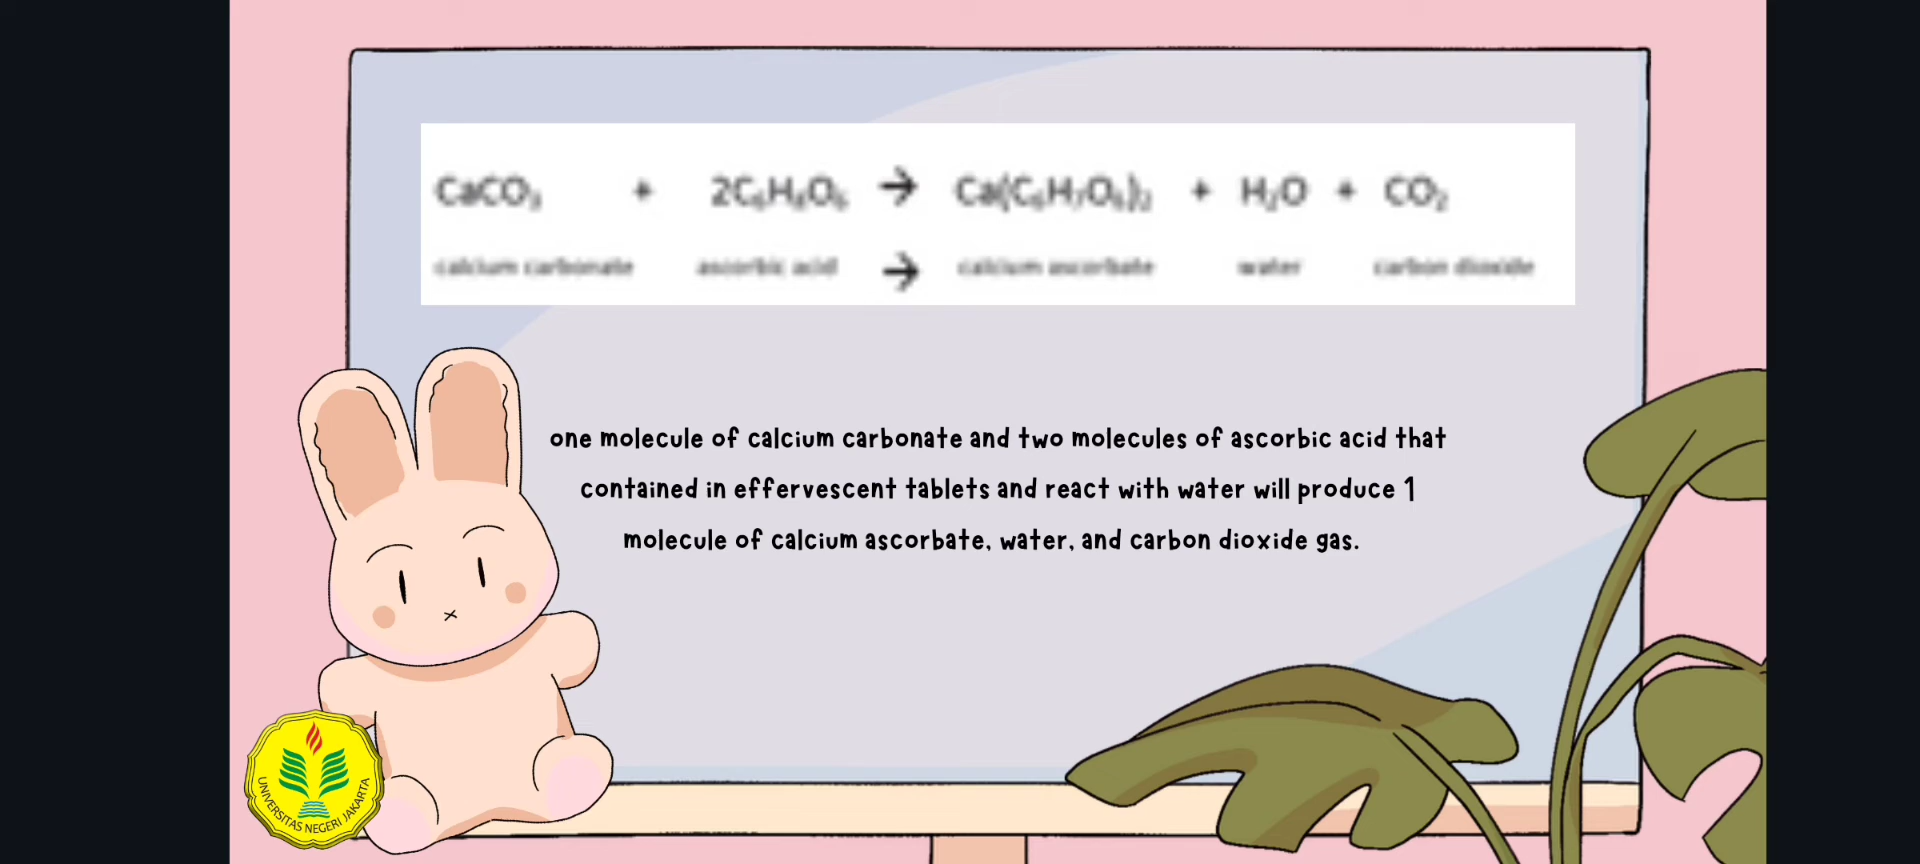 CaCO₃ + 2C₆H₈O₆ → Ca(C₆H₇O₆)₂ + H₂O + CO₂
calcium carbonate ascorbic acid → calcium ascorbate water carbon dioxide
one molecule of calcium carbonate and two molecules of ascorbic acid that
contained in effervescent tablets and react with water will produce 1
molecule of calcium ascorbate, water, and carbon dioxide gas.
UNIVERSITAS NEGERI JAKARTA